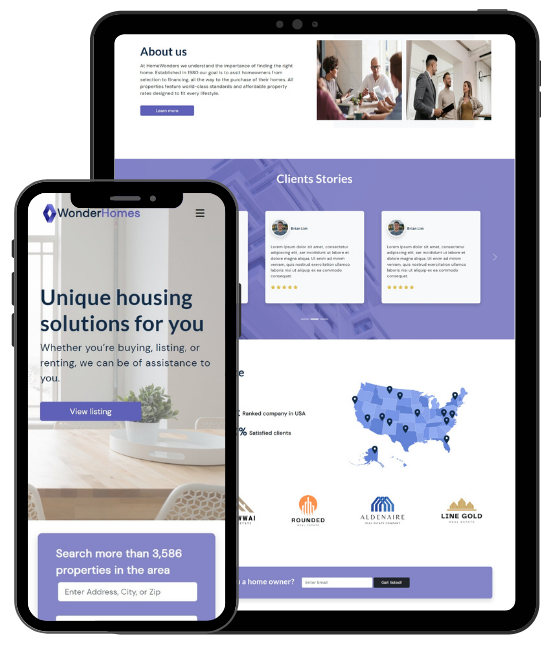 About us
At HomeWonders we understand the importance of finding the right
home. Established in 1980 our goal is to assist homeowners from
selection to financing, all the way to the purchase of their homes. All
properties feature world-class standards and affordable property
rates designed to fit every lifestyle.
Learn more
Clients Stories
Brian Linn
Lorem ipsum dolor sit amet, consectetur
adipiscing elit, sed do eiusmod tempor
incididunt ut labore et dolore magna
aliqua. Ut enim ad minim
veniam, quis nostrud exercitation ullamco
laboris nisi ut aliquip ex ea commodo
consequat.
Brian Linn
Lorem ipsum dolor sit amet, consectetur
adipiscing elit, sed do eiusmod tempor
incididunt ut labore et dolore magna
aliqua. Ut enim ad minim
veniam, quis nostrud exercitation ullamco
laboris nisi ut aliquip ex ea commodo
consequat.
Ranked company in USA
% Satisfied clients
ROUNDED
REAL ESTATE
ALDENAIRE
REAL ESTATE COMPANY
LINE GOLD
REAL ESTATE
a home owner?
Enter Email
Get listed!
WonderHomes
Unique housing
solutions for you
Whether you're buying, listing, or
renting, we can be of assistance to
you.
View listing
Search more than 3,586
properties in the area
Enter Address, City, or Zip